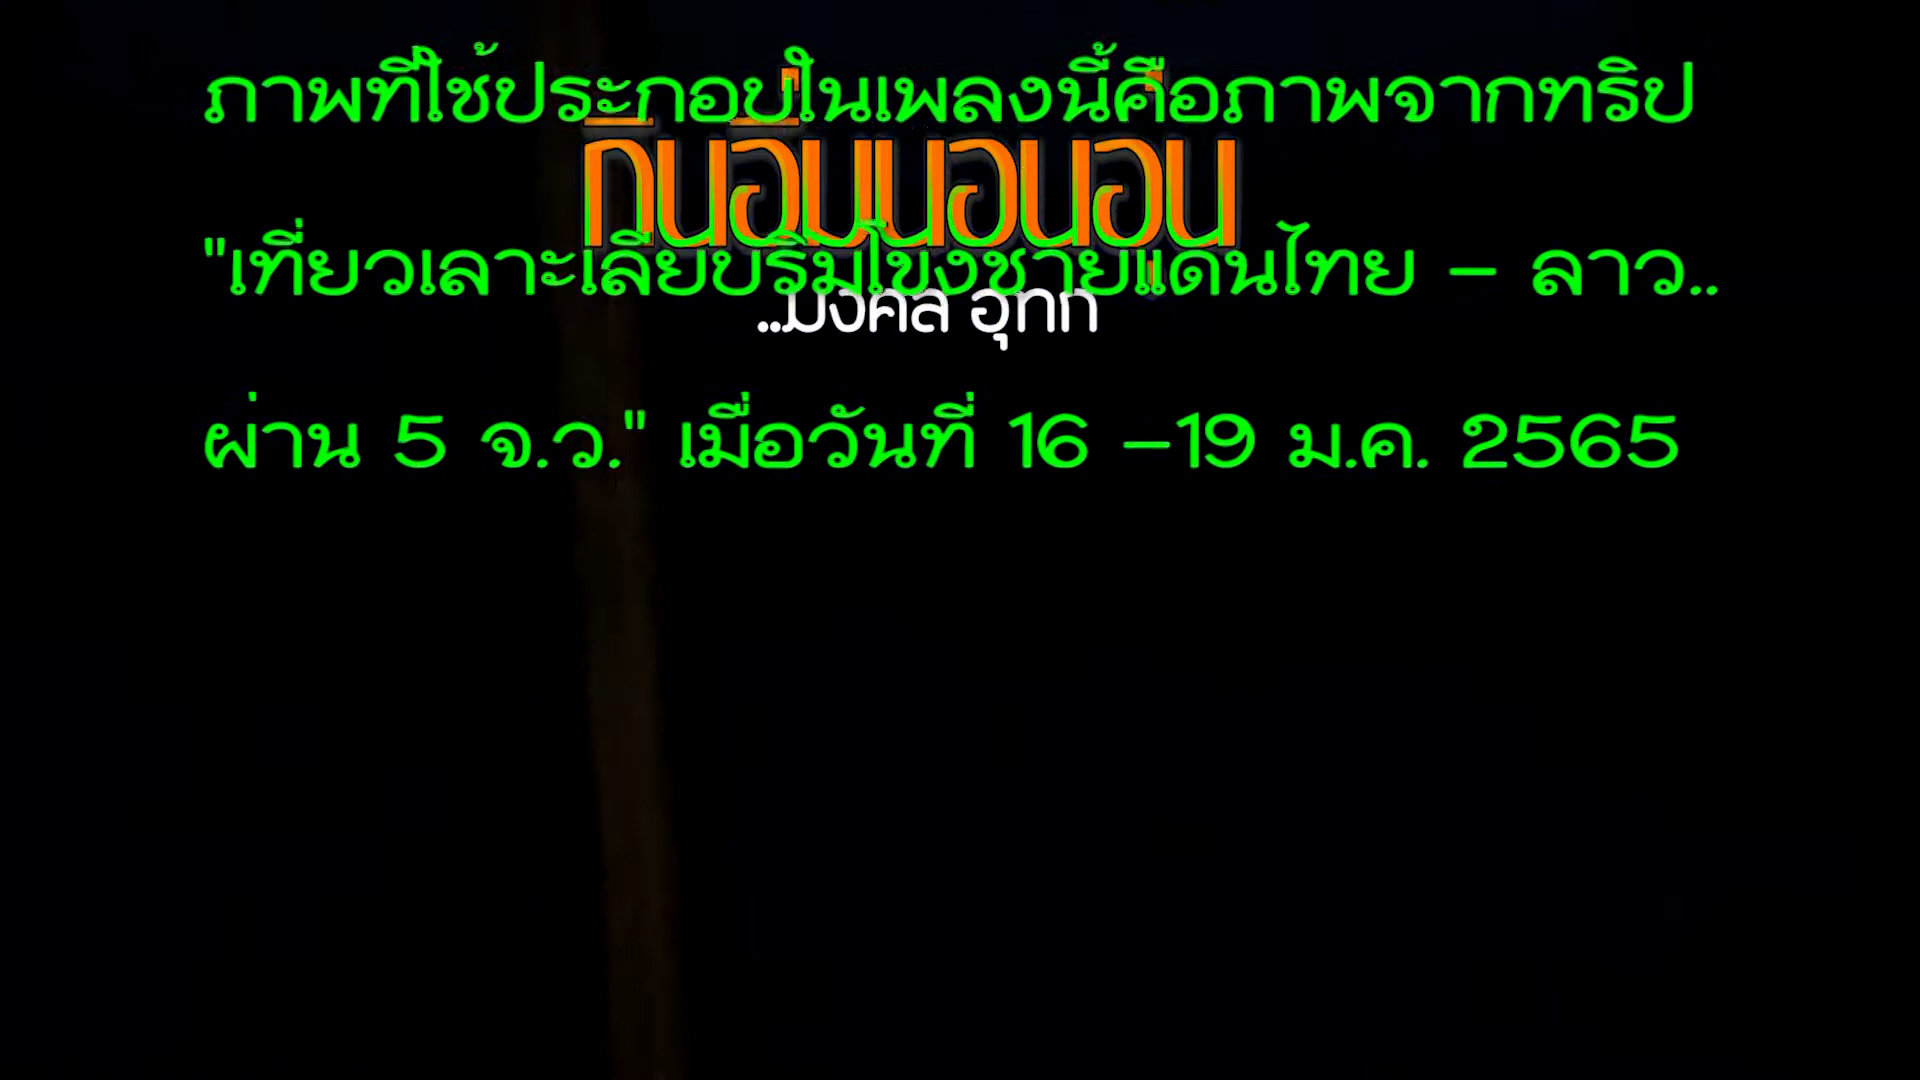 ภาพที่ใช้ประกอบในเพลงนี้คือภาพจากทริป
กินอิ่มนอนอุ่น
"เที่ยวเลาะเลียบริมโขงชายแดนไทย – ลาว..
..มงคล อุทก
ผ่าน 5 จ.ว." เมื่อวันที่ 16 –19 ม.ค. 2565